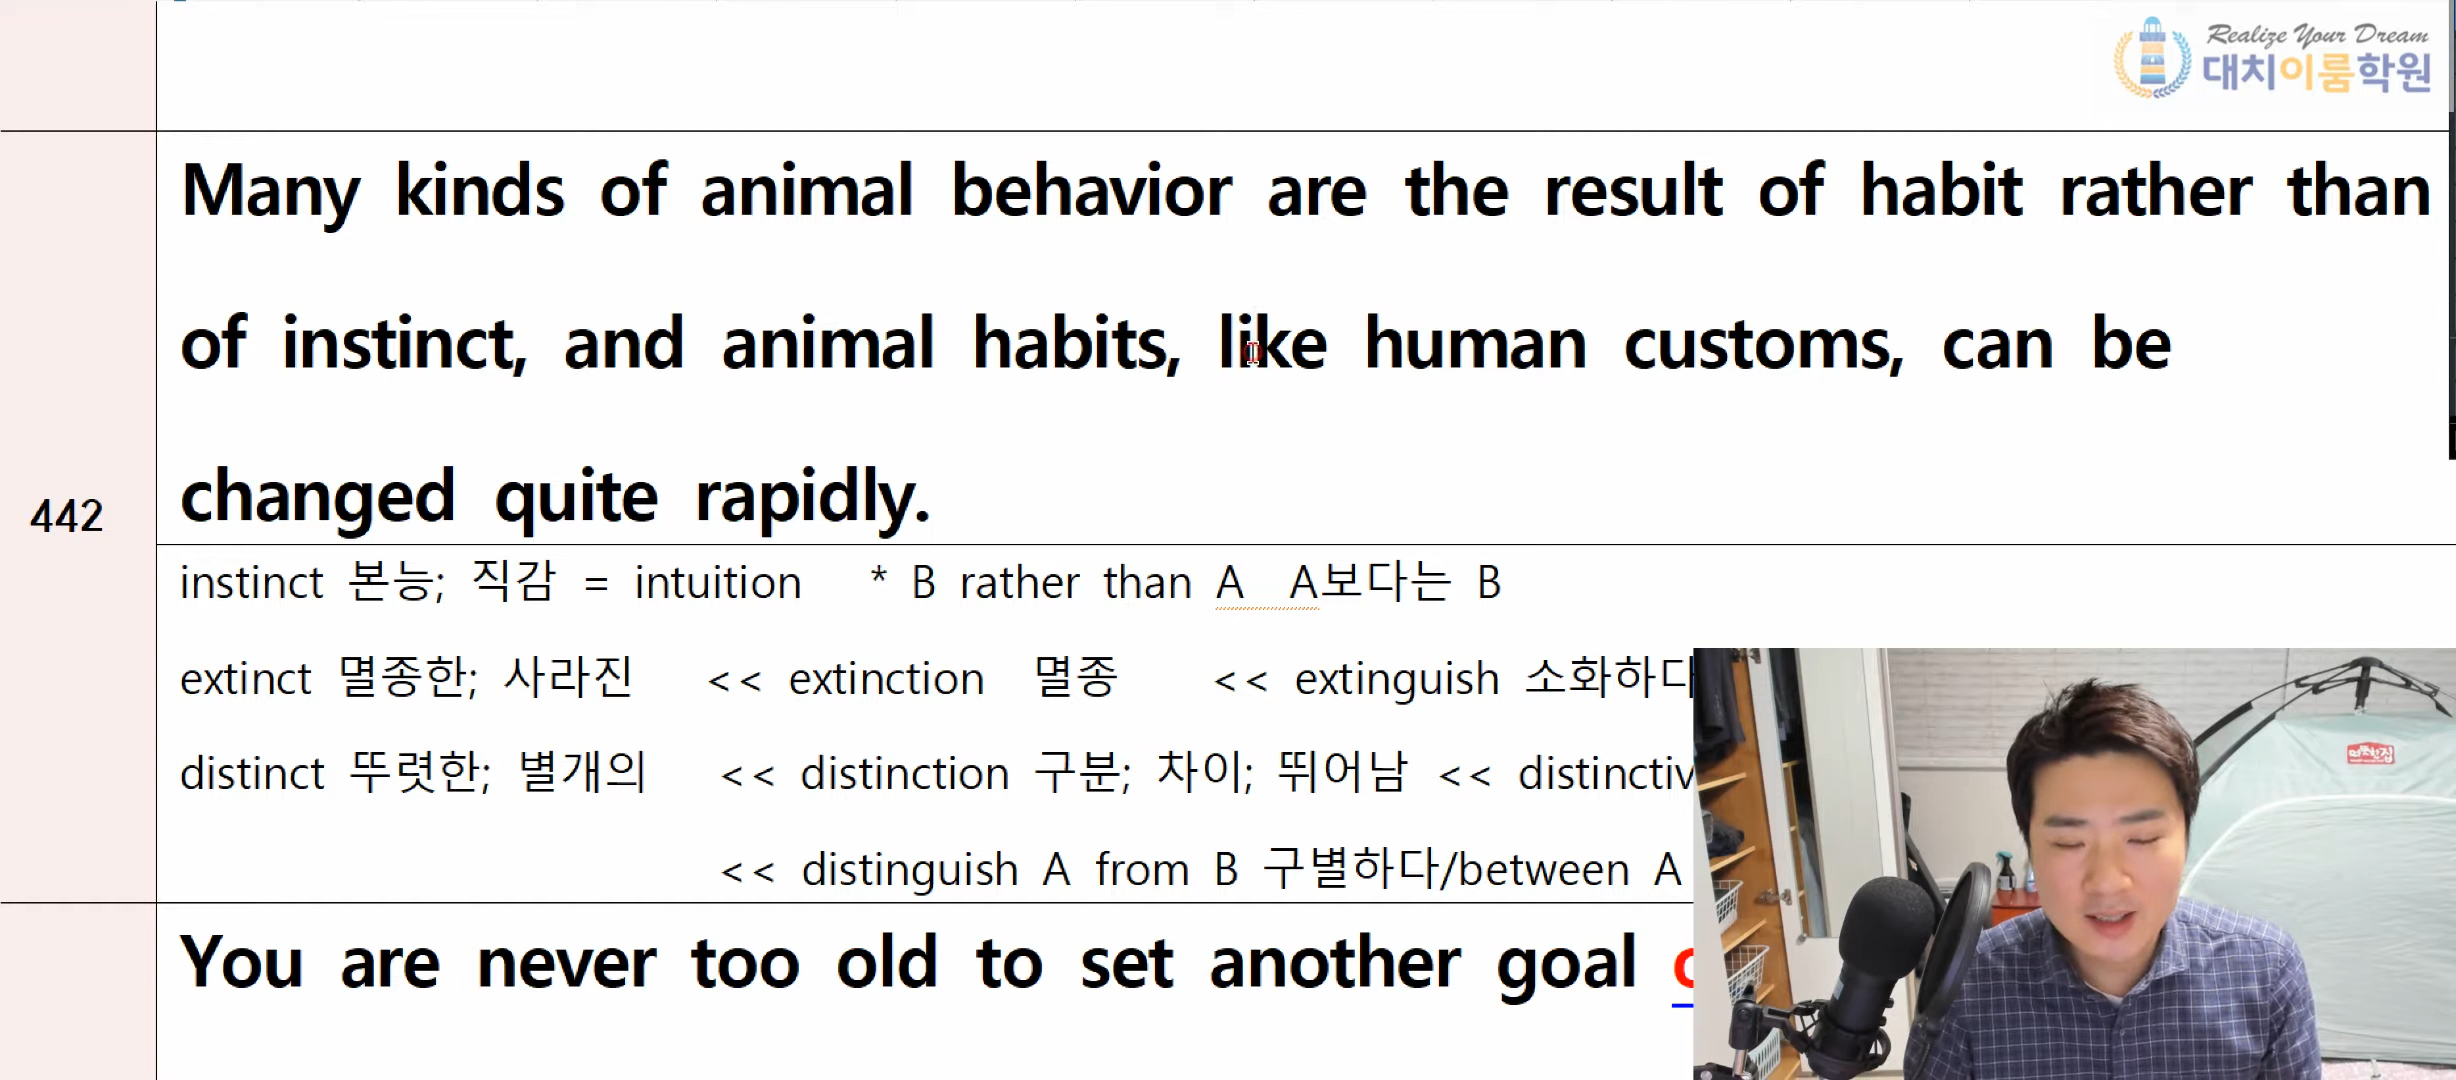 Realize Your Dream
대치이룸학원
Many kinds of animal behavior are the result of habit rather than
of instinct, and animal habits, like human customs, can be
changed quite rapidly.
442
instinct 본능; 직감 = intuition * B rather than A A보다는 B
extinct 멸종한; 사라진 << extinction 멸종 << extinguish 소화하다
distinct 뚜렷한; 별개의 << distinction 구분; 차이; 뛰어남 << distinctiv
<< distinguish A from B 구별하다/between A
You are never too old to set another goal